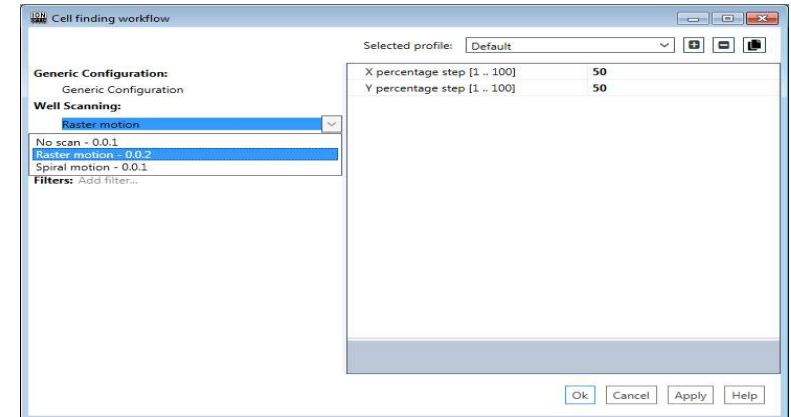 ION
Cell finding workflow
Selected profile: Default
Generic Configuration:
Generic Configuration
Well Scanning:
Raster motion
No scan - 0.0.1
Raster motion - 0.0.2
Spiral motion - 0.0.1
Filters: Add filter...
X percentage step [1 .. 100] 50
Y percentage step [1 .. 100] 50
Ok Cancel Apply Help